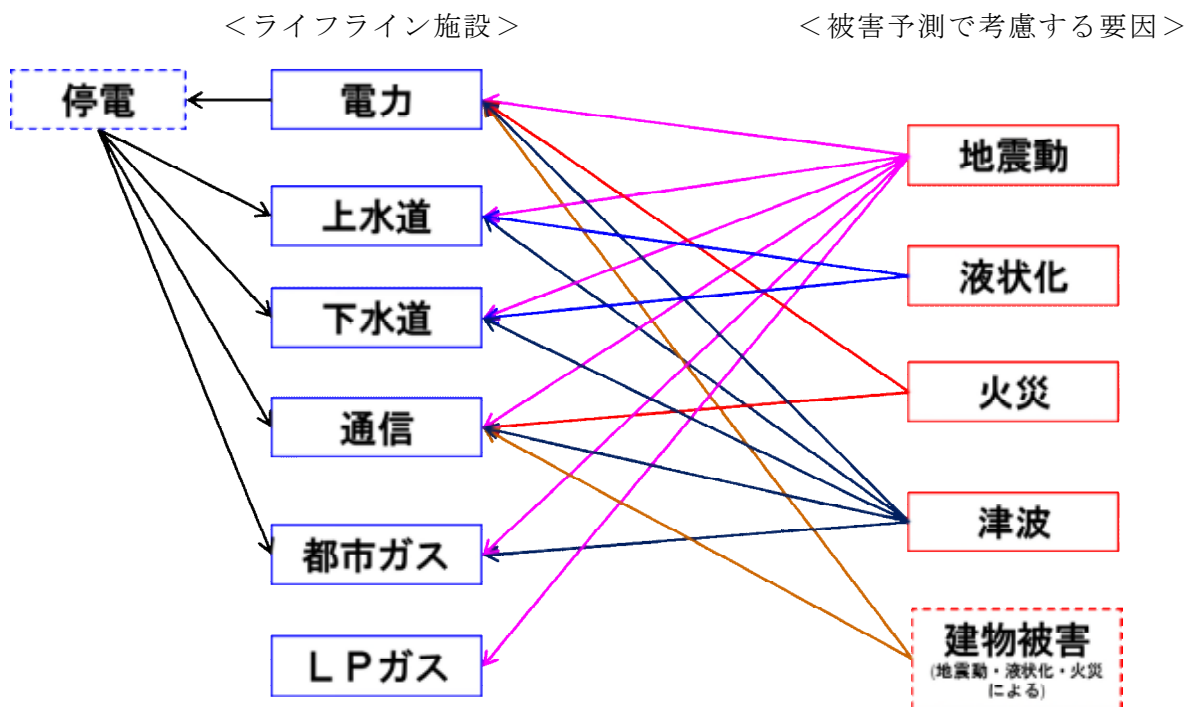 ＜ライフライン施設＞
＜被害予測で考慮する要因＞
停電
電力
上水道
下水道
通信
都市ガス
ＬＰガス
地震動
液状化
火災
津波
建物被害
(地震動・液状化・火災
による)